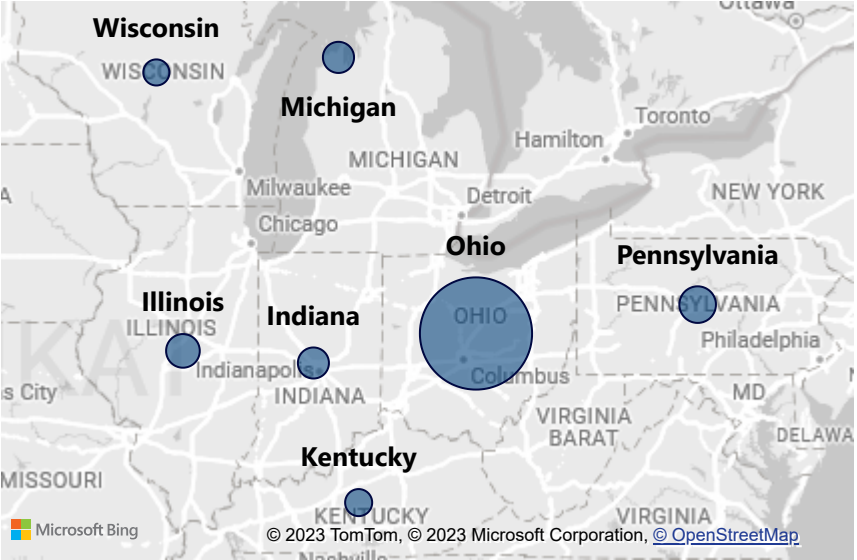 Ottawa
Wisconsin
WISCONSIN
Michigan
Toronto
Hamilton
MICHIGAN
Milwaukee
Detroit
NEW YORK
Chicago
Ohio
Pennsylvania
Illinois
Indiana
OHIO
PENNSYLVANIA
ILLINOIS
Philadelphia
Indianapolis
Columbus
s City
INDIANA
MD
VIRGINIA
BARAT
DELAWA
Kentucky
MISSOURI
KENTUCKY
VIRGINIA
Microsoft Bing
© 2023 TomTom, © 2023 Microsoft Corporation, © OpenStreetMap
Nashville